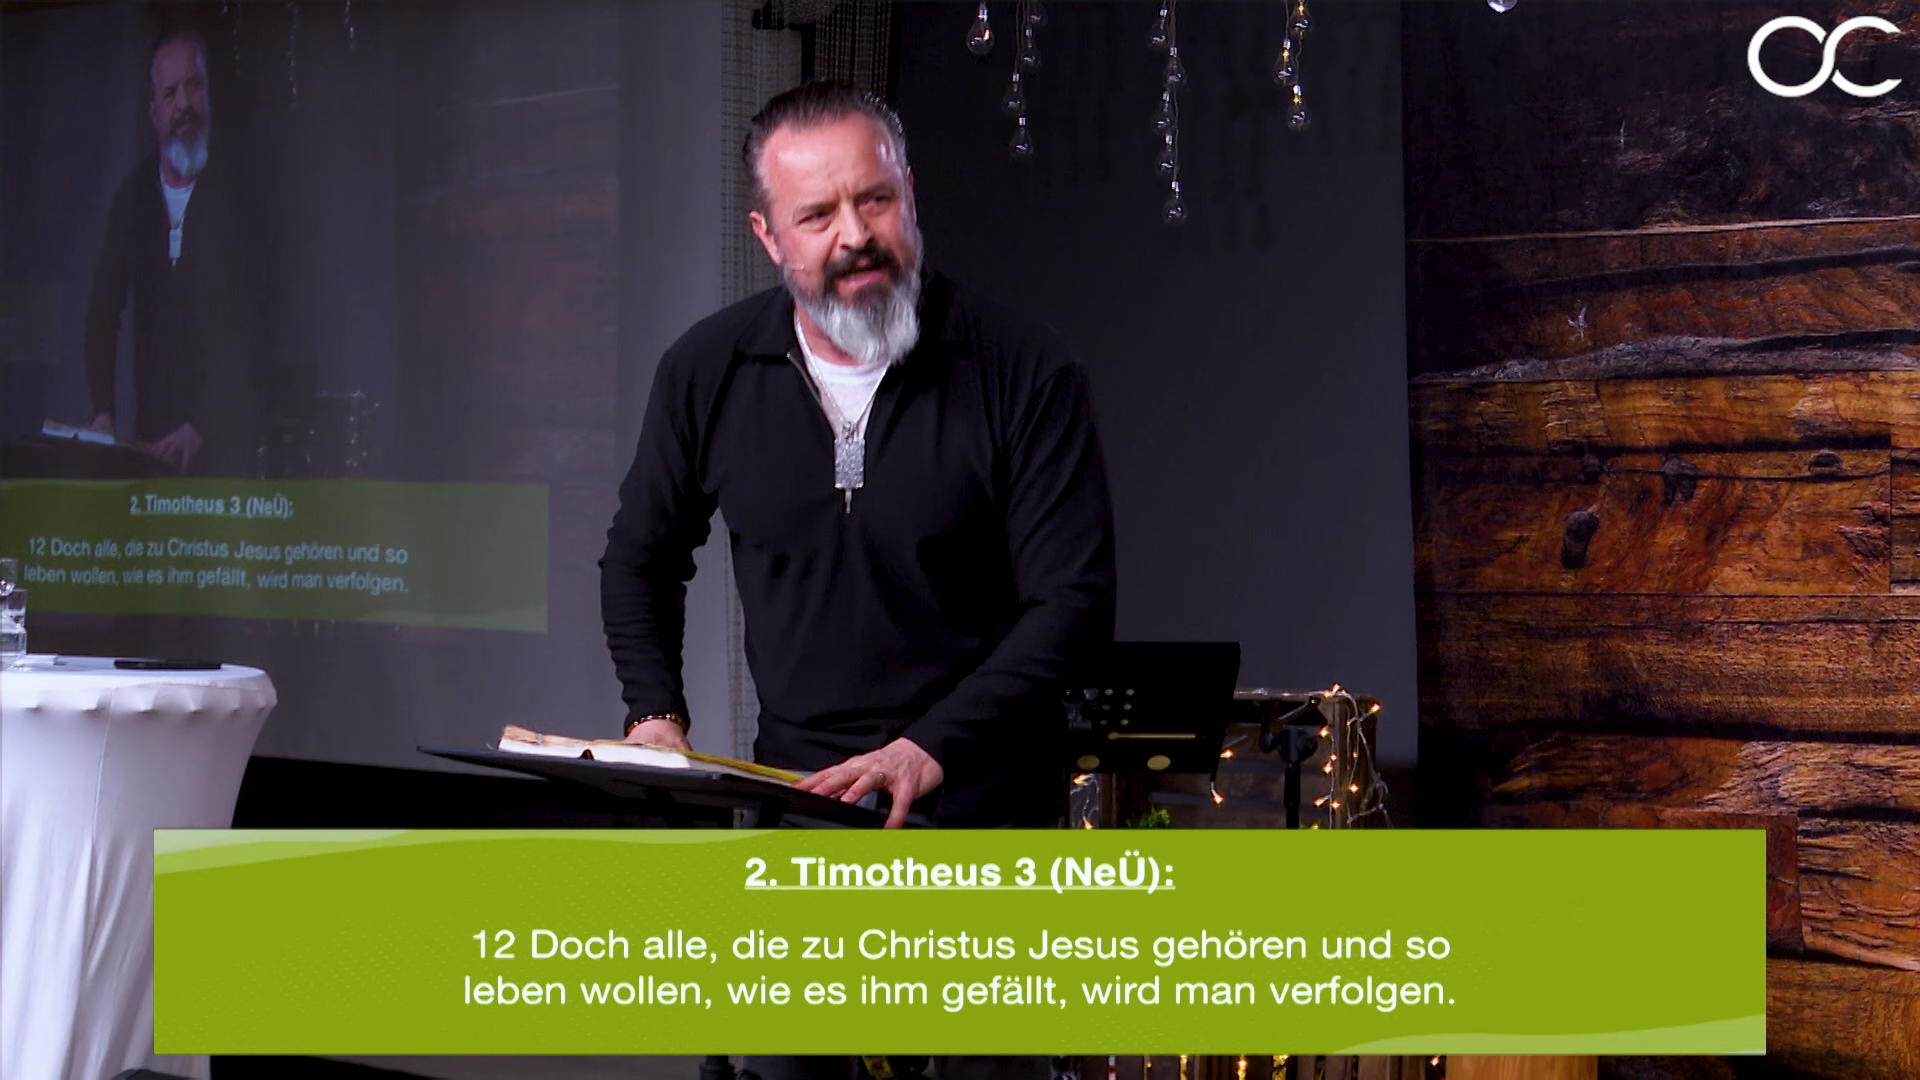 OC
2. Timotheus 3 (NeÜ):
12 Doch alle, die zu Christus Jesus gehören und so
leben wollen, wie es ihm gefällt, wird man verfolgen.
2. Timotheus 3 (NeÜ):
12 Doch alle, die zu Christus Jesus gehören und so
leben wollen, wie es ihm gefällt, wird man verfolgen.